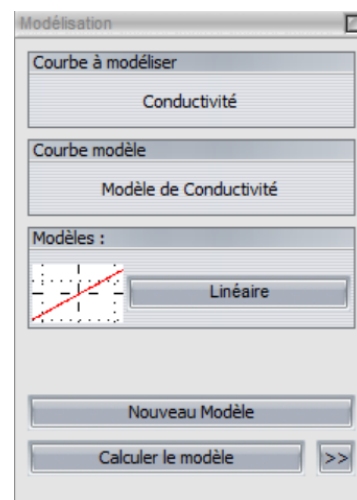 Modélisation
Courbe à modéliser
Conductivité
Courbe modèle
Modèle de Conductivité
Modèles :
Linéaire
Nouveau Modèle
Calculer le modèle >>